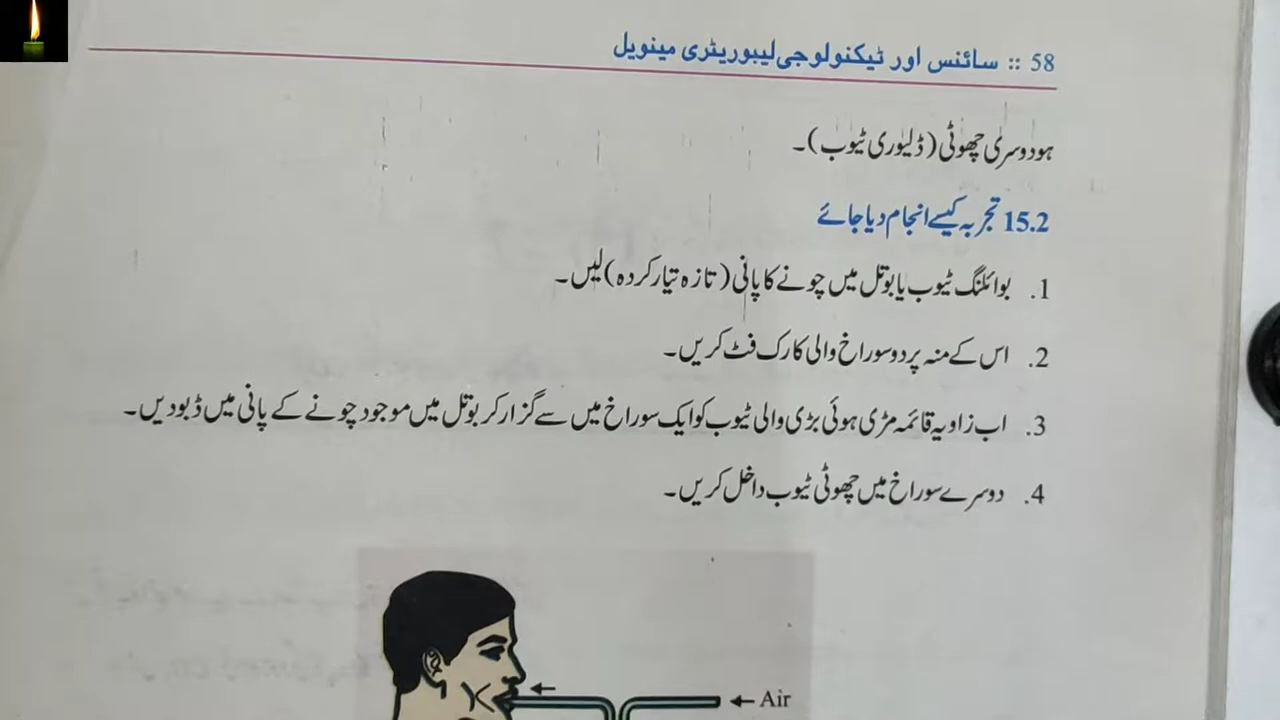 58 :: سائنس اور ٹیکنولوجی لیبوریٹری مینویل
ہو دوسری چھوٹی (ڈلیوری ٹیوب)۔
15.2 تجربہ کیسے انجام دیا جائے
1. بوائلنگ ٹیوب یا بوتل میں چونے کا پانی (تازہ تیار کردہ) لیں۔
2. اس کے منہ پر دو سوراخ والی کارک فٹ کریں۔
3. اب زاویہ قائمہ مڑی ہوئی بڑی والی ٹیوب کو ایک سوراخ میں سے گزار کر بوتل میں موجود چونے کے پانی میں ڈبو دیں۔
4. دوسرے سوراخ میں چھوٹی ٹیوب داخل کریں۔
Air